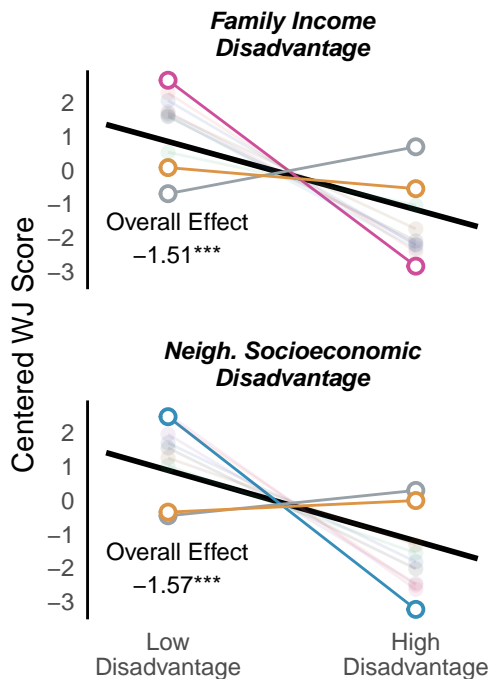 Family Income
Disadvantage
Centered WJ Score
2
1
0
−1
−2
−3
Overall Effect
−1.51***
Neigh. Socioeconomic
Disadvantage
2
1
0
−1
−2
−3
Overall Effect
−1.57***
Low
Disadvantage
High
Disadvantage